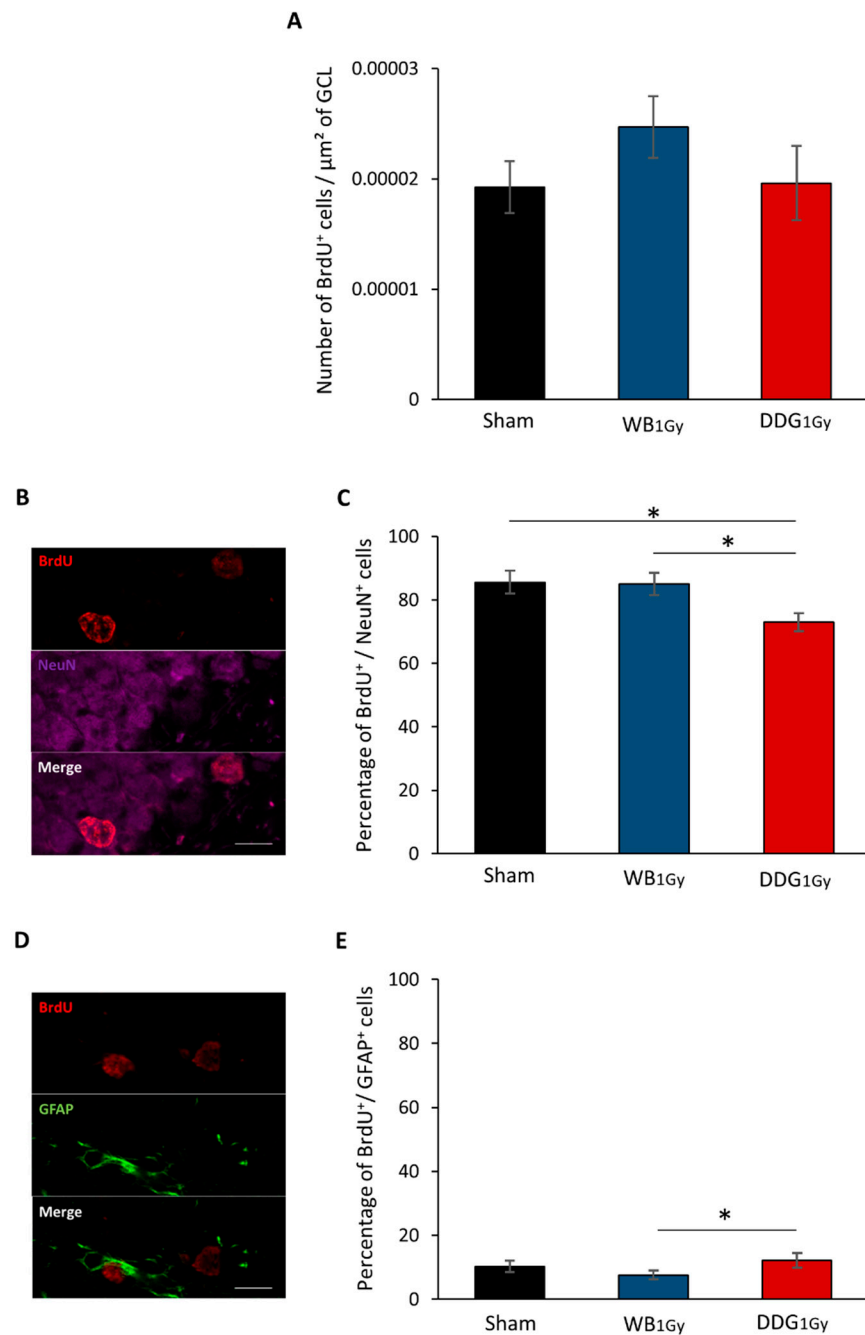 A
Number of BrdU⁺ cells / µm² of GCL
0.00003
0.00002
0.00001
0
Sham
WB1Gy
DDG1Gy
B
BrdU
NeuN
Merge
C
Percentage of BrdU⁺ / NeuN⁺ cells
100
80
60
40
20
0
*
*
Sham
WB1Gy
DDG1Gy
D
BrdU
GFAP
Merge
E
Percentage of BrdU⁺/ GFAP⁺ cells
100
80
60
40
20
0
*
Sham
WB1Gy
DDG1Gy